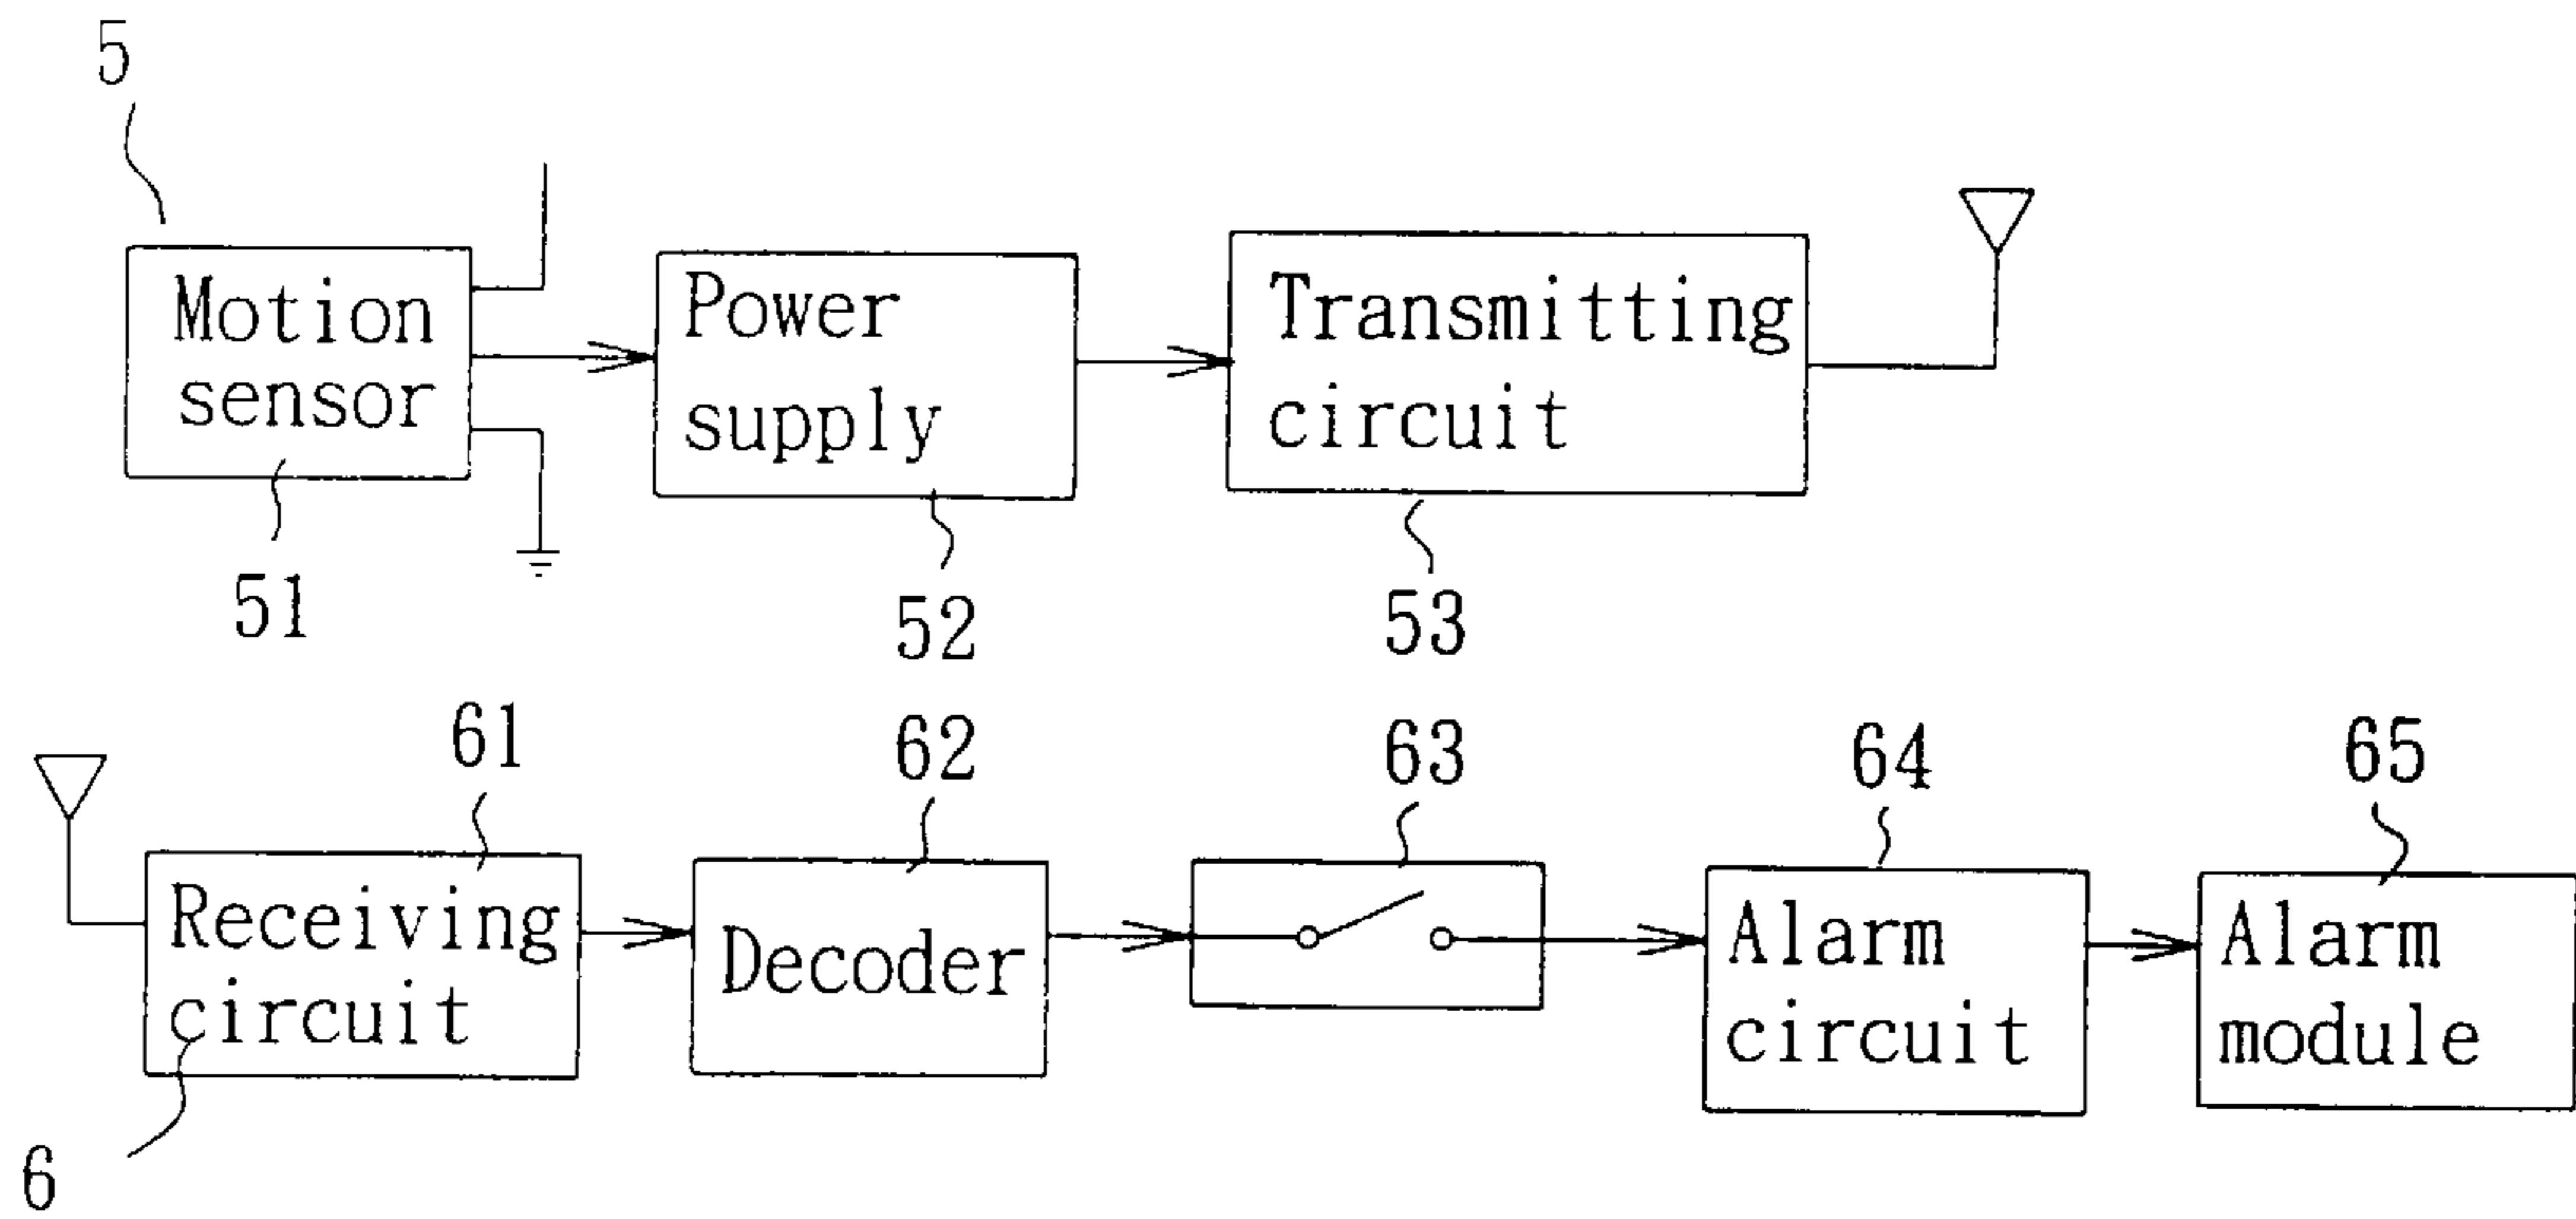 5
Motion
sensor
Power
supply
Transmitting
circuit
51
52
53
61
62
63
64
65
Receiving
circuit
Decoder
Alarm
circuit
Alarm
module
6